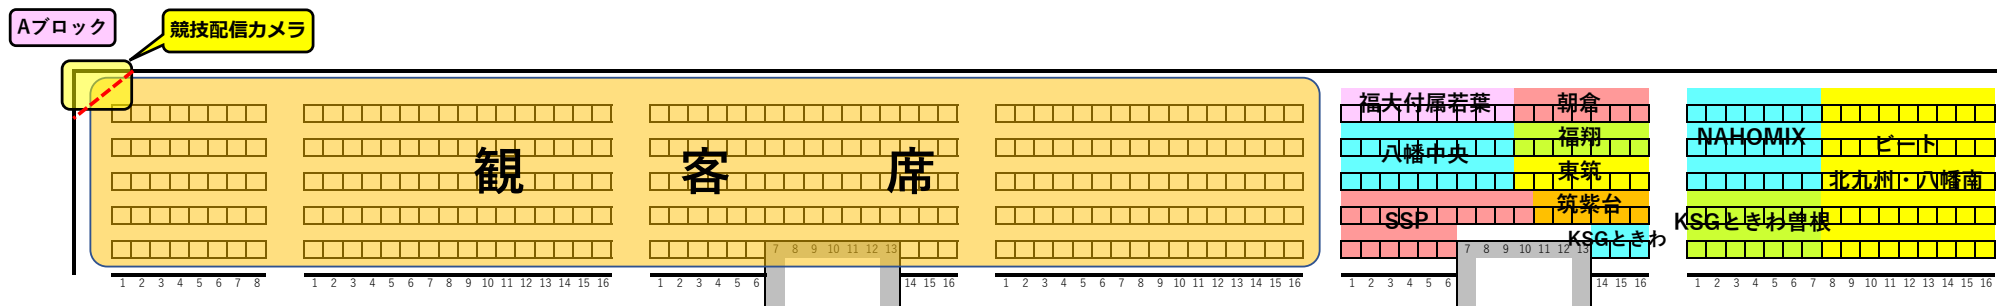 Aブロック
競技配信カメラ
観客席
福大付属若葉
朝倉
福翔
八幡中央
東筑
筑紫台
SSP
KSGときわ
NAHOMIX
ビート
北九州・八幡南
KSGときわ曽根
7 8 9 10 11 12 13
7 8 9 10 11 12 13
1 2 3 4 5 6 7 8
1 2 3 4 5 6 7 8 9 10 11 12 13 14 15 16
1 2 3 4 5 6
14 15 16
1 2 3 4 5 6 7 8 9 10 11 12 13 14 15 16
1 2 3 4 5 6
14 15 16
1 2 3 4 5 6 7 8 9 10 11 12 13 14 15 16